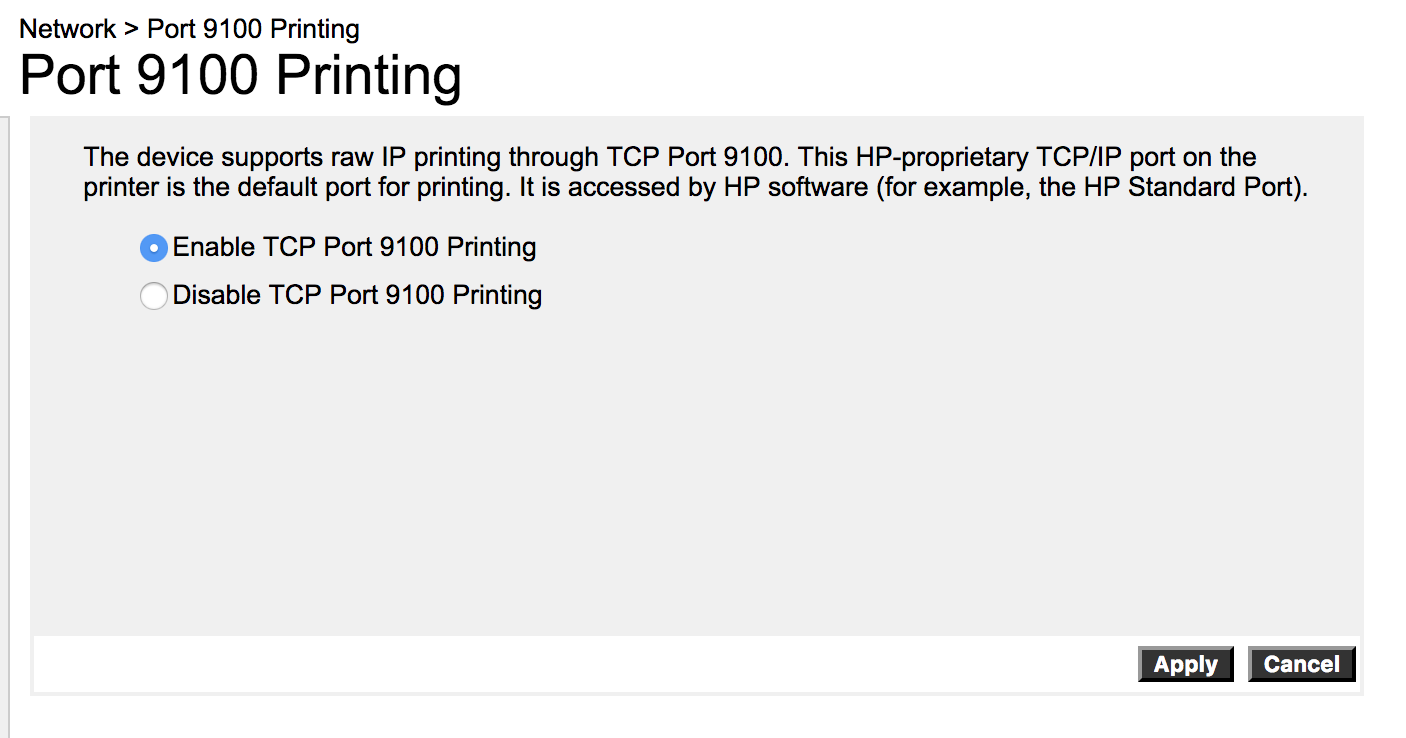 Network > Port 9100 Printing
Port 9100 Printing
The device supports raw IP printing through TCP Port 9100. This HP-proprietary TCP/IP port on the
printer is the default port for printing. It is accessed by HP software (for example, the HP Standard Port).
Enable TCP Port 9100 Printing
Disable TCP Port 9100 Printing
Apply Cancel